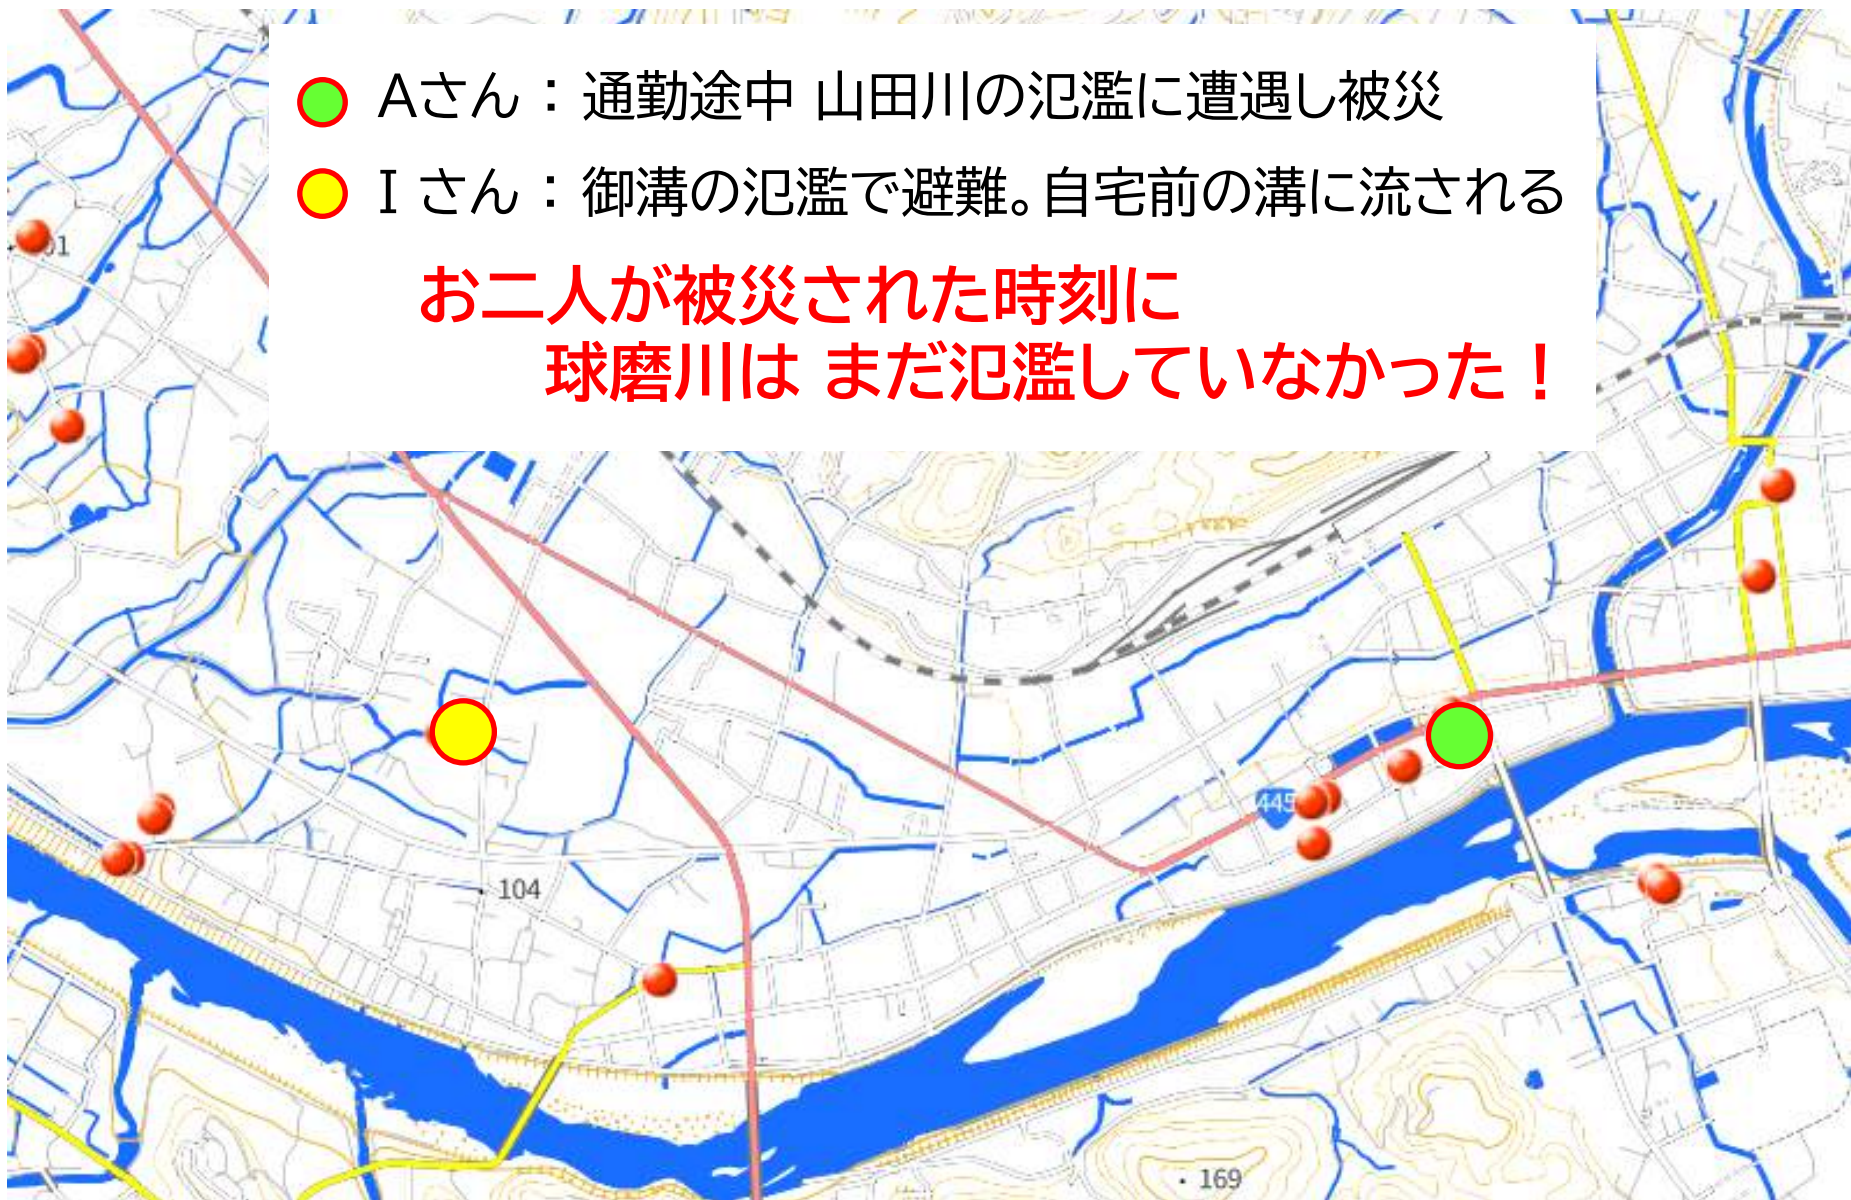 Aさん：通勤途中 山田川の氾濫に遭遇し被災
Iさん：御溝の氾濫で避難。自宅前の溝に流される
お二人が被災された時刻に
球磨川は まだ氾濫していなかった！
445
104
169